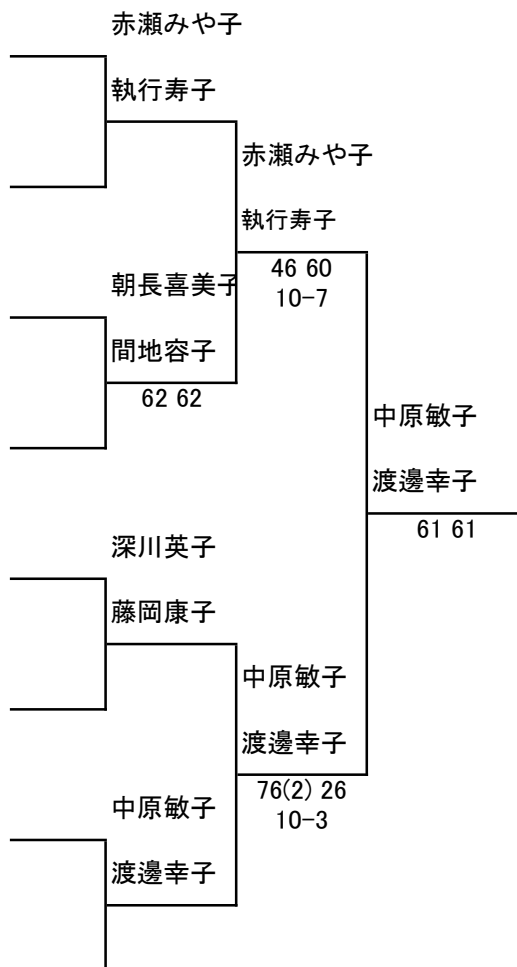 赤瀬みや子
執行寿子
赤瀬みや子
執行寿子
46 60
10-7
朝長喜美子
間地容子
62 62
中原敏子
渡邊幸子
61 61
深川英子
藤岡康子
中原敏子
渡邊幸子
76(2) 26
10-3
中原敏子
渡邊幸子